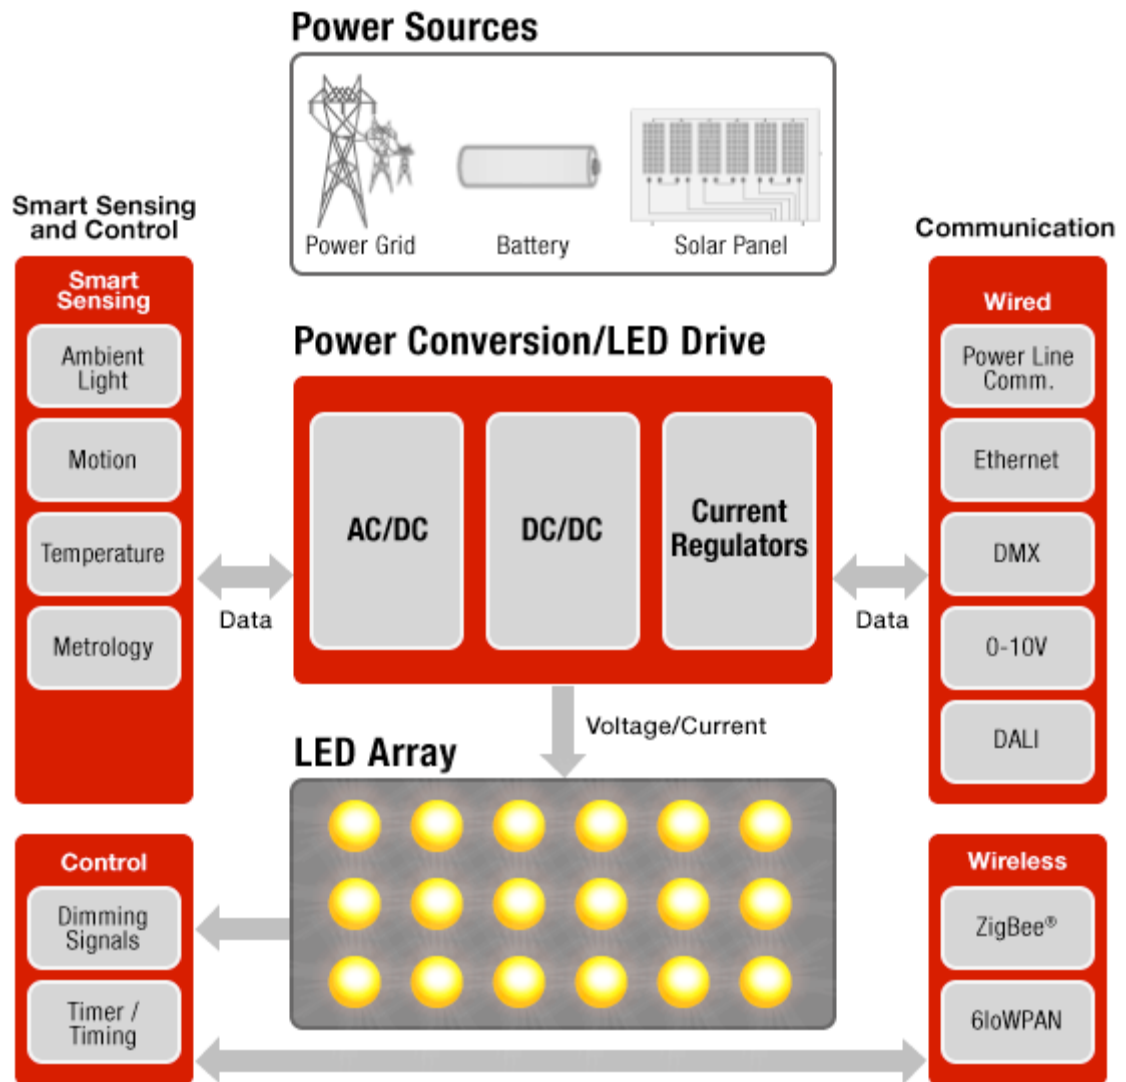 Power Sources
Power Grid
Battery
Solar Panel
Smart Sensing
and Control
Smart
Sensing
Ambient
Light
Motion
Temperature
Metrology
Data
Power Conversion/LED Drive
AC/DC
DC/DC
Current
Regulators
Data
Communication
Wired
Power Line
Comm.
Ethernet
DMX
0-10V
DALI
Voltage/Current
LED Array
Control
Dimming
Signals
Timer /
Timing
Wireless
ZigBee®
6loWPAN